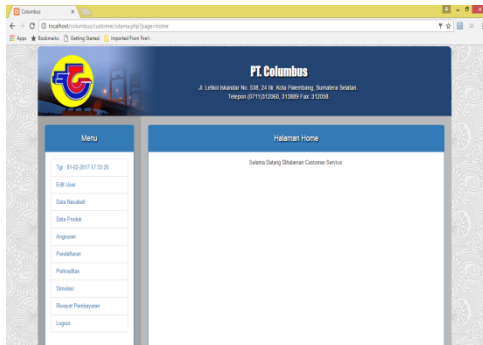 Columbus
localhost/columbus/customer/utama.php?page=home
Apps
Bookmarks
Getting Started
Imported From Firefo
PT. Columbus
Jl. Letkol Iskandar No. 538, 24 Ilir, Kota Palembang, Sumatera Selatan.
Telepon (0711)312060, 313889 Fax: 312058.
Menu
Halaman Home
Tgl : 01-02-2017 17:33:20
Selamat Datang Dihalaman Customer Service
Edit User
Data Nasabah
Data Produk
Angsuran
Pendaftaran
Perkreditan
Simulasi
Riwayat Pembayaran
Logout